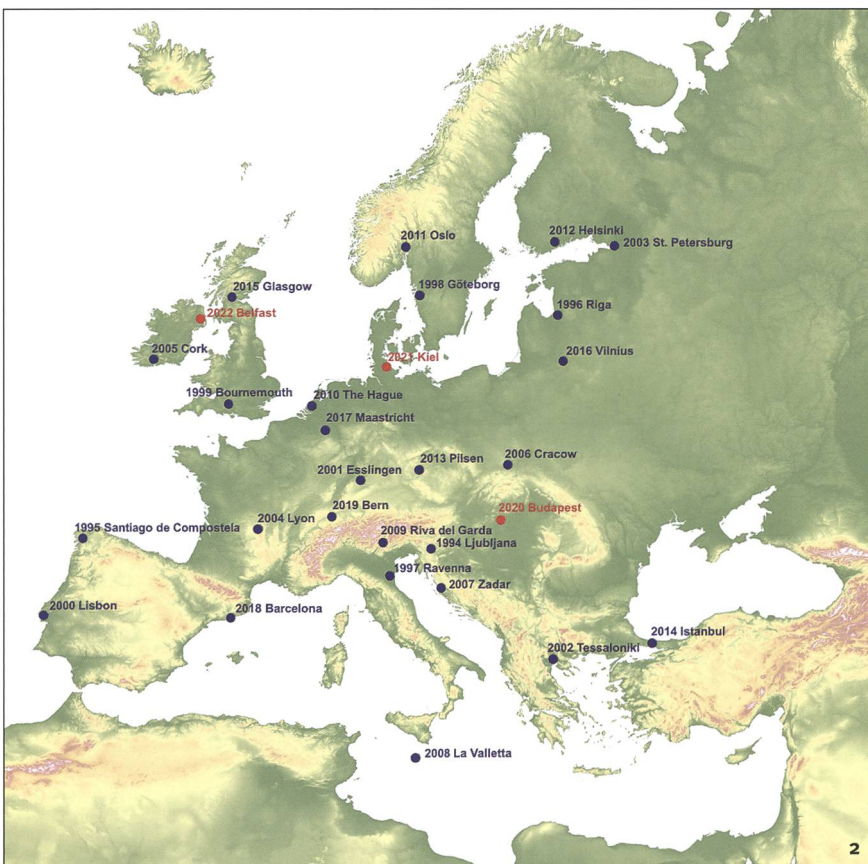 2011 Oslo
2012 Helsinki
2003 St. Petersburg
2015 Glasgow
1998 Göteborg
2022 Belfast
1996 Riga
2005 Cork
2021 Kiel
2016 Vilnius
1999 Bournemouth
2010 The Hague
2017 Maastricht
2013 Pilsen
2006 Cracow
2001 Esslingen
2019 Bern
2020 Budapest
2004 Lyon
1995 Santiago de Compostela
2009 Riva del Garda
1994 Ljubljana
1997 Ravenna
2007 Zadar
2000 Lisbon
2018 Barcelona
2014 Istanbul
2002 Tessaloniki
2008 La Valletta
2